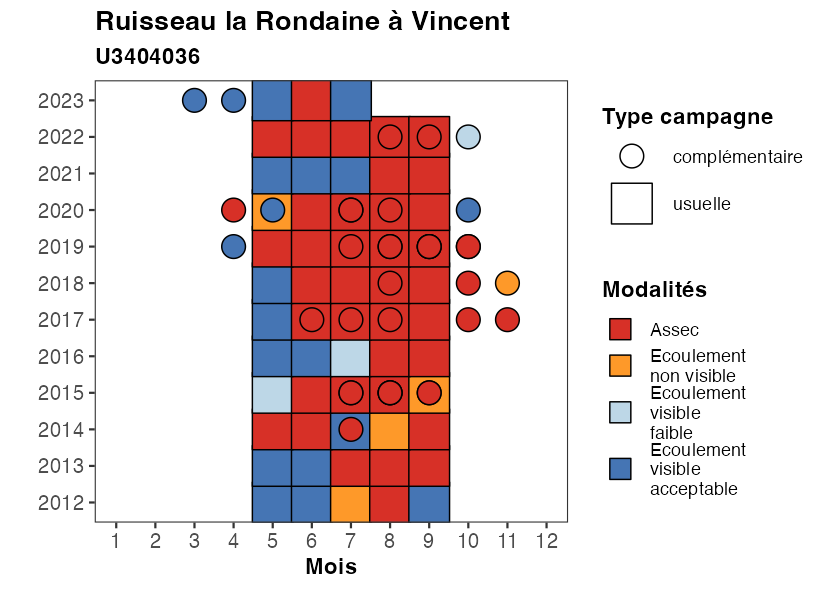 Ruisseau la Rondaine à Vincent
U3404036
2023
2022
2021
2020
2019
2018
2017
2016
2015
2014
2013
2012
1 2 3 4 5 6 7 8 9 10 11 12
Mois
Type campagne
complémentaire
usuelle
Modalités
Assec
Ecoulement
non visible
Ecoulement
visible
faible
Ecoulement
visible
acceptable